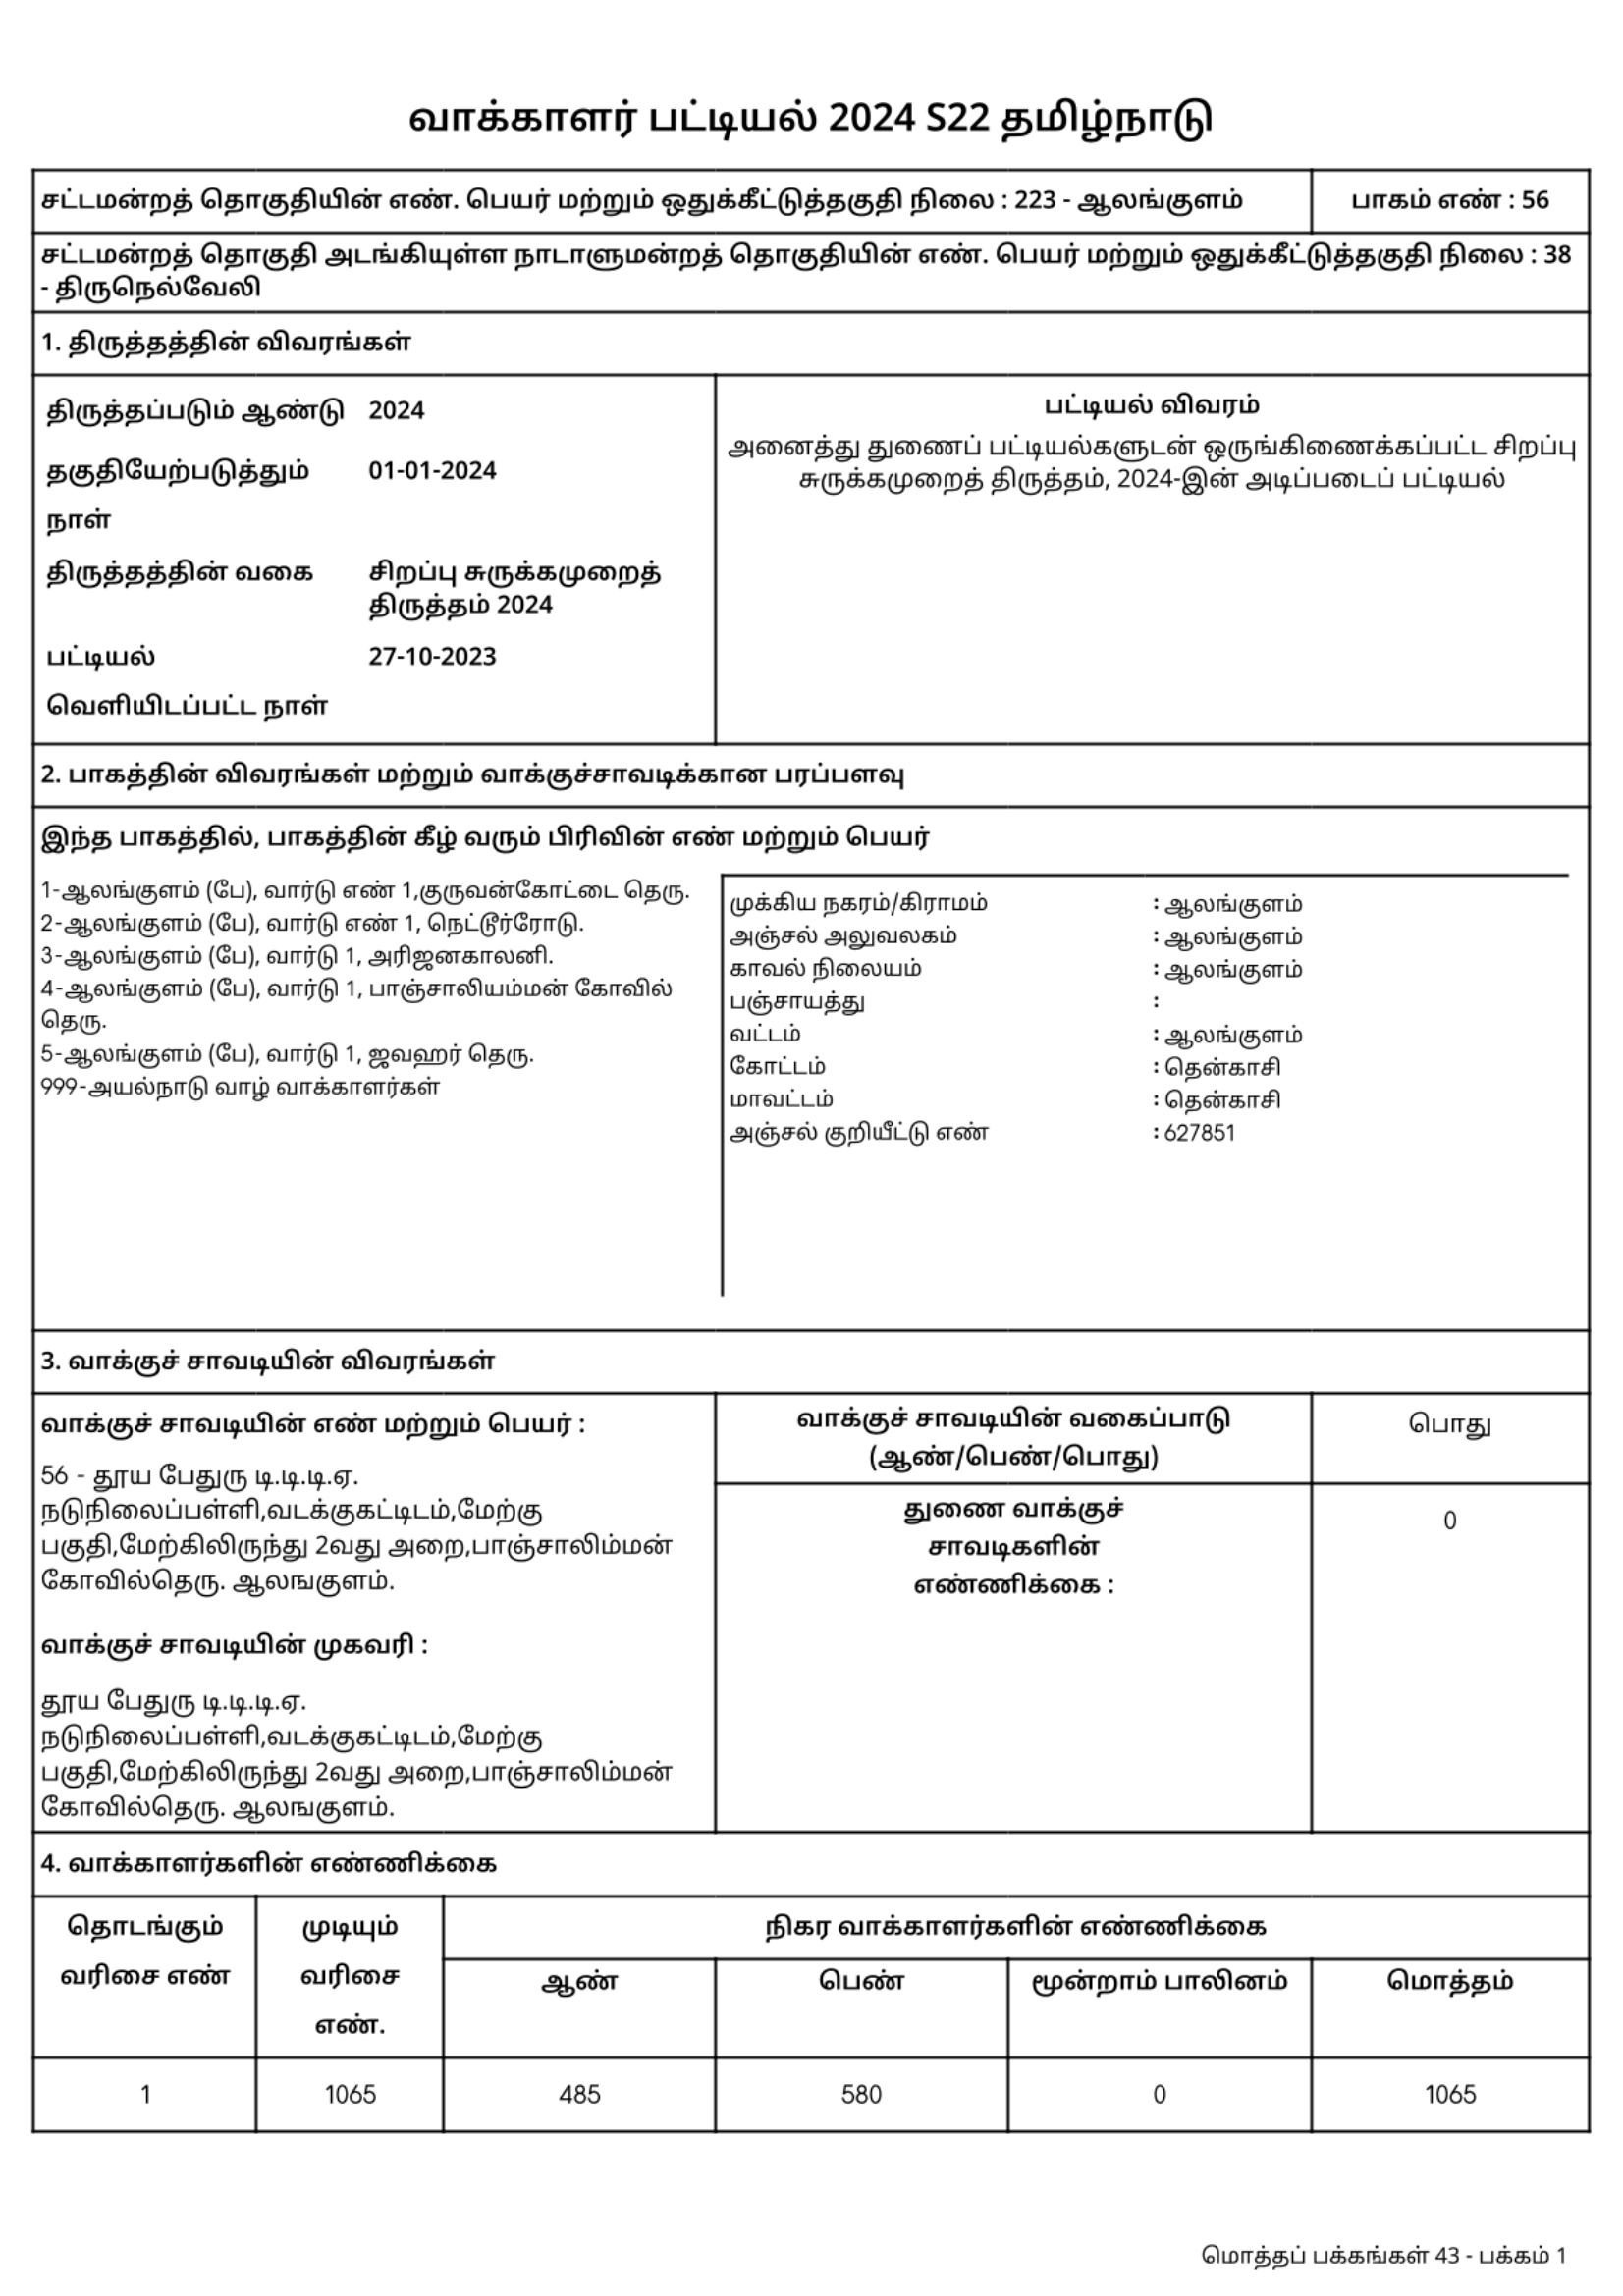 வாக்காளர் பட்டியல் 2024 S22 தமிழ்நாடு
சட்டமன்றத் தொகுதியின் எண். பெயர் மற்றும் ஒதுக்கீட்டுத்தகுதி நிலை : 223 - ஆலங்குளம்
பாகம் எண் : 56
சட்டமன்றத் தொகுதி அடங்கியுள்ள நாடாளுமன்றத் தொகுதியின் எண். பெயர் மற்றும் ஒதுக்கீட்டுத்தகுதி நிலை : 38
- திருநெல்வேலி
1. திருத்தத்தின் விவரங்கள்
திருத்தப்படும் ஆண்டு 2024
தகுதியேற்படுத்தும் 01-01-2024
நாள்
திருத்தத்தின் வகை சிறப்பு சுருக்கமுறைத்
திருத்தம் 2024
பட்டியல் 27-10-2023
வெளியிடப்பட்ட நாள்
பட்டியல் விவரம்
அனைத்து துணைப் பட்டியல்களுடன் ஒருங்கிணைக்கப்பட்ட சிறப்பு
சுருக்கமுறைத் திருத்தம், 2024-இன் அடிப்படைப் பட்டியல்
2. பாகத்தின் விவரங்கள் மற்றும் வாக்குச்சாவடிக்கான பரப்பளவு
இந்த பாகத்தில், பாகத்தின் கீழ் வரும் பிரிவின் எண் மற்றும் பெயர்
1-ஆலங்குளம் (பே), வார்டு எண் 1,குருவன்கோட்டை தெரு.
2-ஆலங்குளம் (பே), வார்டு எண் 1, நெட்டூர்ரோடு.
3-ஆலங்குளம் (பே), வார்டு 1, அரிஜனகாலனி.
4-ஆலங்குளம் (பே), வார்டு 1, பாஞ்சாலியம்மன் கோவில்
தெரு.
5-ஆலங்குளம் (பே), வார்டு 1, ஜவஹர் தெரு.
999-அயல்நாடு வாழ் வாக்காளர்கள்
முக்கிய நகரம்/கிராமம் : ஆலங்குளம்
அஞ்சல் அலுவலகம் : ஆலங்குளம்
காவல் நிலையம் : ஆலங்குளம்
பஞ்சாயத்து :
வட்டம் : ஆலங்குளம்
கோட்டம் : தென்காசி
மாவட்டம் : தென்காசி
அஞ்சல் குறியீட்டு எண் : 627851
3. வாக்குச் சாவடியின் விவரங்கள்
வாக்குச் சாவடியின் எண் மற்றும் பெயர் :
56 - தூய பேதுரு டி.டி.டி.ஏ.
நடுநிலைப்பள்ளி,வடக்குகட்டிடம்,மேற்கு
பகுதி,மேற்கிலிருந்து 2வது அறை,பாஞ்சாலிம்மன்
கோவில்தெரு. ஆலஙகுளம்.
வாக்குச் சாவடியின் முகவரி :
தூய பேதுரு டி.டி.டி.ஏ.
நடுநிலைப்பள்ளி,வடக்குகட்டிடம்,மேற்கு
பகுதி,மேற்கிலிருந்து 2வது அறை,பாஞ்சாலிம்மன்
கோவில்தெரு. ஆலஙகுளம்.
வாக்குச் சாவடியின் வகைப்பாடு
(ஆண்/பெண்/பொது)
பொது
துணை வாக்குச்
சாவடிகளின்
எண்ணிக்கை :
0
4. வாக்காளர்களின் எண்ணிக்கை
தொடங்கும்
வரிசை எண்
முடியும்
வரிசை
எண்.
நிகர வாக்காளர்களின் எண்ணிக்கை
ஆண் பெண் மூன்றாம் பாலினம் மொத்தம்
1 1065 485 580 0 1065
மொத்தப் பக்கங்கள் 43 - பக்கம் 1